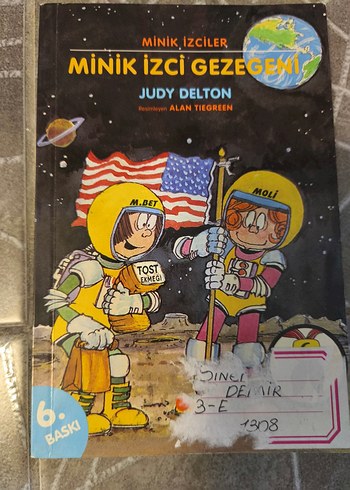 MİNİK İZCİLER
MİNİK İZCİ GEZEGENİ
JUDY DELTON
Resimleyen ALAN TIEGREEN
M.BET
MOLİ
TOST
EKMEĞİ
DEMİR
3-E
1308
6.
BASKI